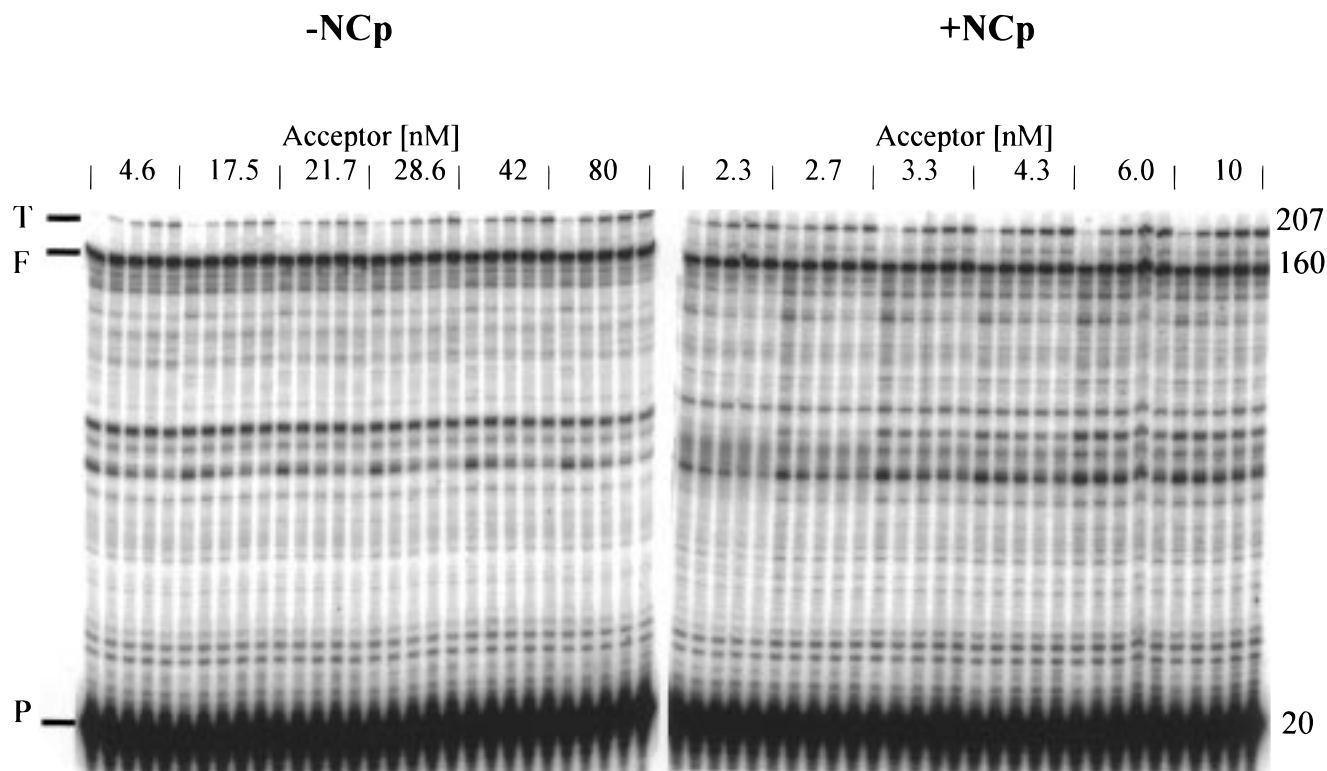 -NCp +NCp
Acceptor [nM] Acceptor [nM]
| 4.6 | 17.5 | 21.7 | 28.6 | 42 | 80 | | 2.3 | 2.7 | 3.3 | 4.3 | 6.0 | 10 |
T 207
F 160
P 20